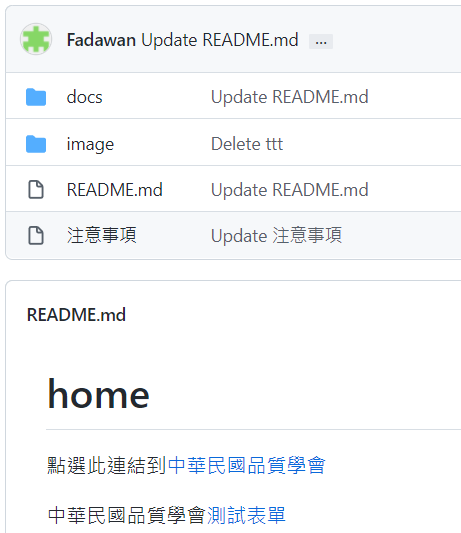 Fadawan Update README.md ...
docs Update README.md
image Delete ttt
README.md Update README.md
注意事項 Update 注意事項
README.md
home
點選此連結到中華民國品質學會
中華民國品質學會測試表單